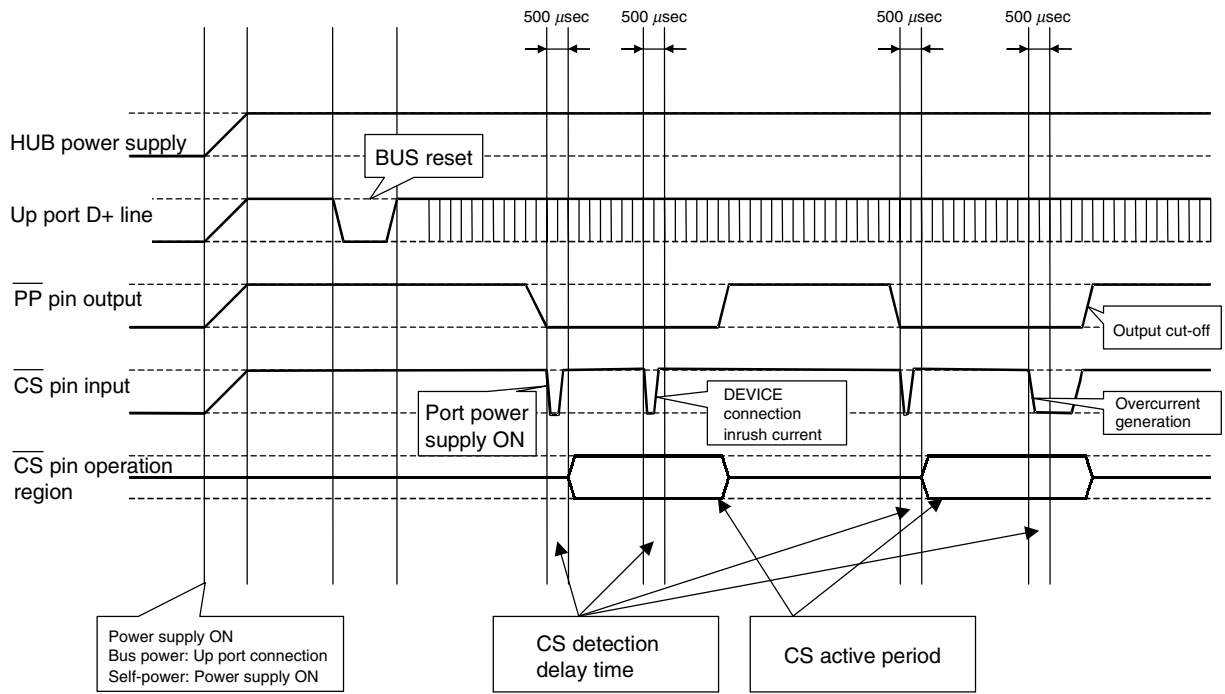 500 μsec
500 μsec
500 μsec
500 μsec
HUB power supply
BUS reset
Up port D+ line
PP pin output
Output cut-off
CS pin input
Port power
supply ON
DEVICE
connection
inrush current
Overcurrent
generation
CS pin operation
region
Power supply ON
Bus power: Up port connection
Self-power: Power supply ON
CS detection
delay time
CS active period